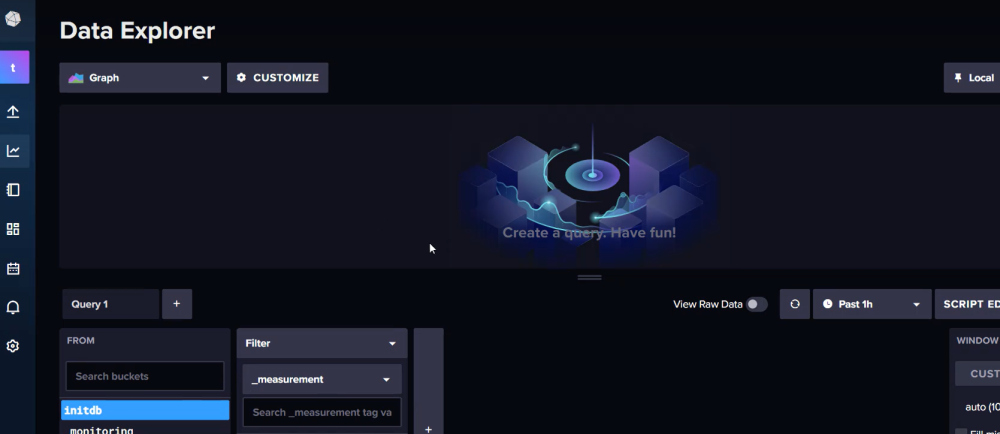 Data Explorer
t
Graph
CUSTOMIZE
Local
Create a query. Have fun!
Query 1
+
View Raw Data
Past 1h
SCRIPT ED
FROM
Filter
WINDOW
Search buckets
_measurement
CUST
initdb
Search _measurement tag va
auto (10
_monitoring
+
Fill mi